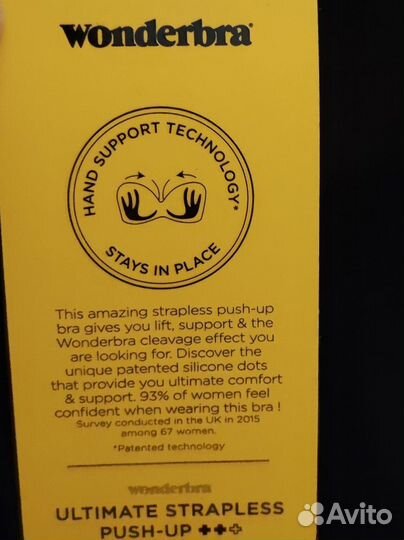 wonderbra
HAND SUPPORT TECHNOLOGY*
STAYS IN PLACE
This amazing strapless push-up
bra gives you lift, support & the
Wonderbra cleavage effect you
are looking for. Discover the
unique patented silicone dots
that provide you ultimate comfort
& support. 93% of women feel
confident when wearing this bra !
Survey conducted in the UK in 2015
among 67 women.
*Patented technology
wonderbra
ULTIMATE STRAPLESS
PUSH-UP ✚✚✚
Avito